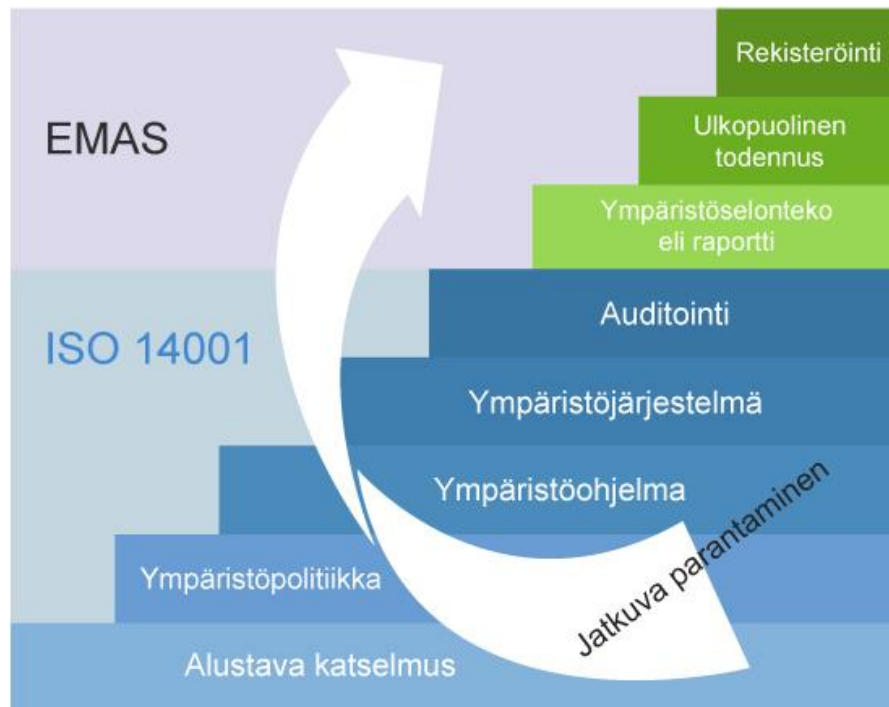 Rekisteröinti
EMAS
Ulkopuolinen
todennus
Ympäristöselonteko
eli raportti
Auditointi
ISO 14001
Ympäristöjärjestelmä
Ympäristöohjelma
Jatkuva parantaminen
Ympäristöpolitiikka
Alustava katselmus